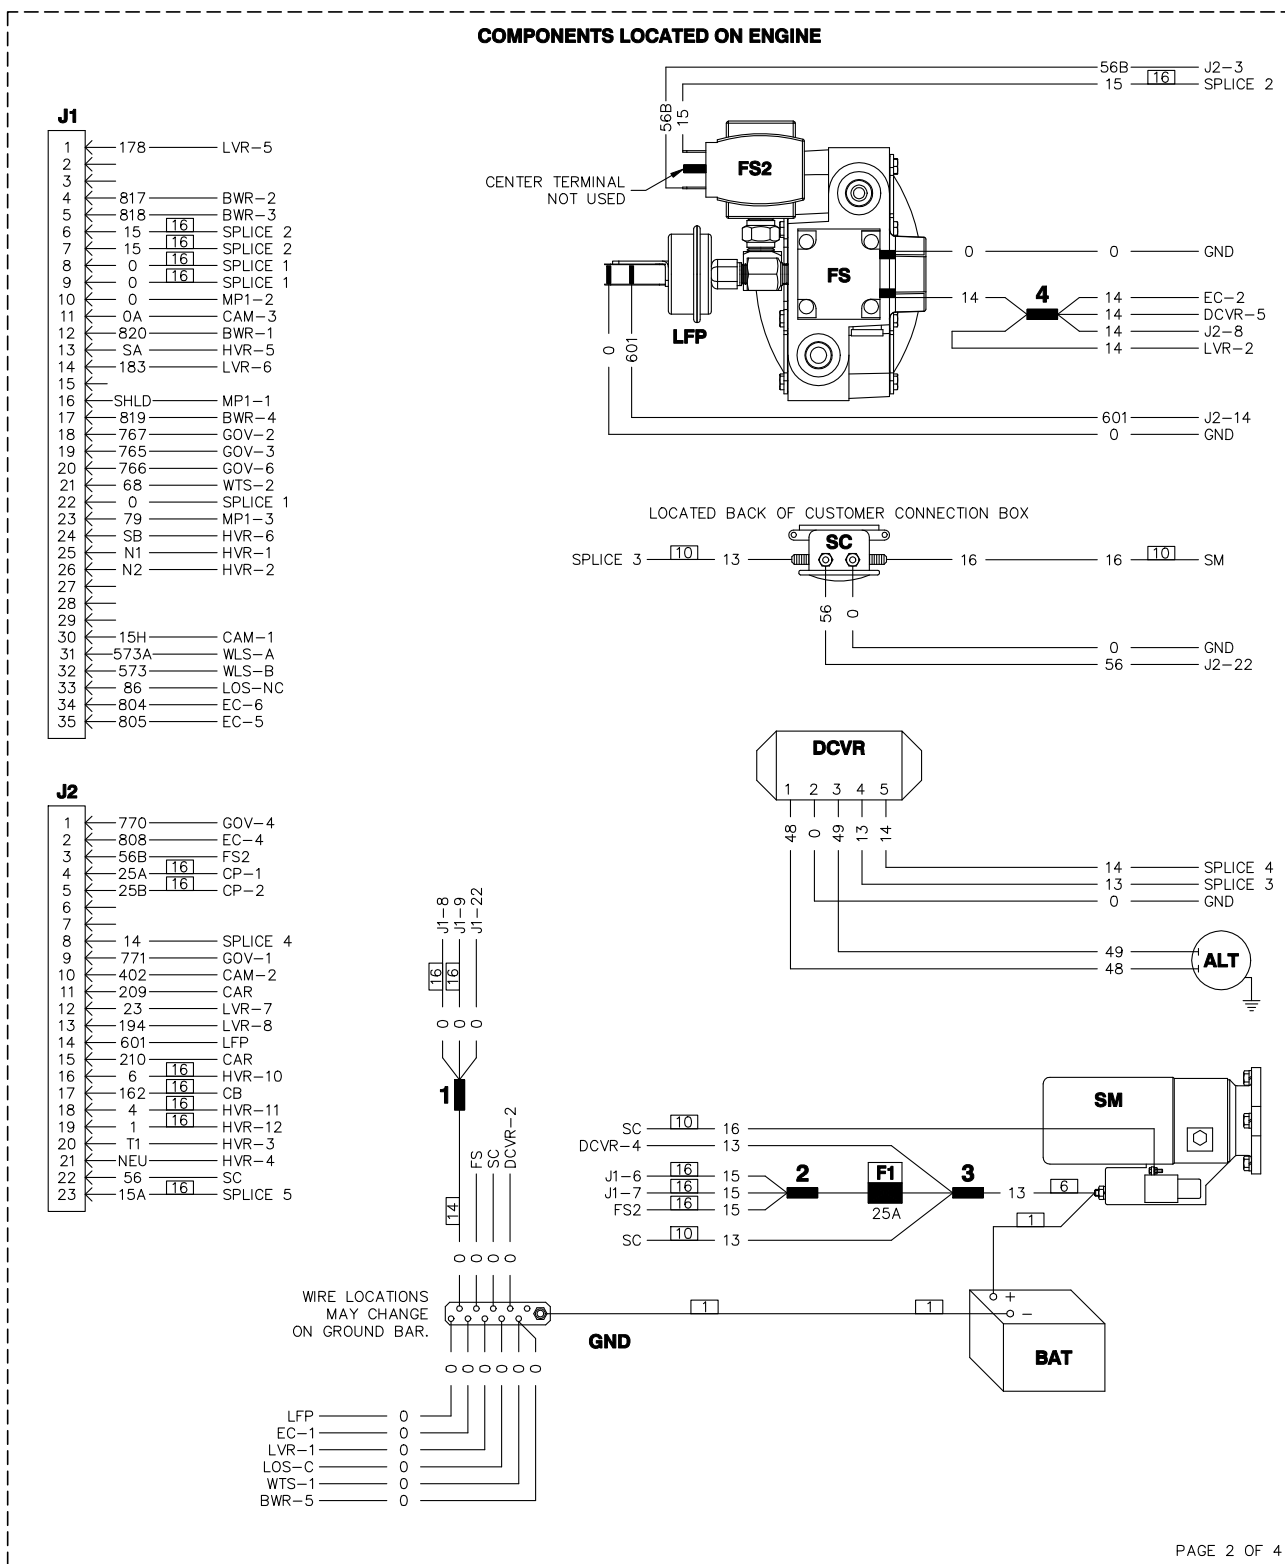 COMPONENTS LOCATED ON ENGINE
56B J2-3
15 16 SPLICE 2
56B
15
FS2
CENTER TERMINAL
NOT USED
FS
LFP
0 0 GND
14 4 14 EC-2
14 DCVR-5
14 J2-8
14 LVR-2
0
601
601 J2-14
0 GND
J1
1 178 LVR-5
2
3
4 817 BWR-2
5 818 BWR-3
6 15 16 SPLICE 2
7 15 16 SPLICE 2
8 0 16 SPLICE 1
9 0 16 SPLICE 1
10 0 MP1-2
11 0A CAM-3
12 820 BWR-1
13 SA HVR-5
14 183 LVR-6
15
16 SHLD MP1-1
17 819 BWR-4
18 767 GOV-2
19 765 GOV-3
20 766 GOV-6
21 68 WTS-2
22 0 SPLICE 1
23 79 MP1-3
24 SB HVR-6
25 N1 HVR-1
26 N2 HVR-2
27
28
29
30 15H CAM-1
31 573A WLS-A
32 573 WLS-B
33 86 LOS-NC
34 804 EC-6
35 805 EC-5
LOCATED BACK OF CUSTOMER CONNECTION BOX
SPLICE 3 10 13 SC 16 16 10 SM
56
0
0 GND
56 J2-22
DCVR
1 2 3 4 5
48 0 49 13 14
14 SPLICE 4
13 SPLICE 3
0 GND
49
48
ALT
J2
1 770 GOV-4
2 808 EC-4
3 56B FS2
4 25A 16 CP-1
5 25B 16 CP-2
6
7
8 14 SPLICE 4
9 771 GOV-1
10 402 CAM-2
11 209 CAR
12 23 LVR-7
13 194 LVR-8
14 601 LFP
15 210 CAR
16 6 16 HVR-10
17 162 16 CB
18 4 16 HVR-11
19 1 16 HVR-12
20 T1 HVR-3
21 NEU HVR-4
22 56 SC
23 15A 16 SPLICE 5
J1-8 J1-9 J1-22
16 16
0 0 0
1
FS SC DCVR-2
14
0 0 0 0
SC 10 16
DCVR-4 13
J1-6 16 15
J1-7 16 15
FS2 16 15
SC 10 13
2 F1 3
25A
13 6
SM
1
WIRE LOCATIONS
MAY CHANGE
ON GROUND BAR.
1 1
GND
+
−
BAT
0 0 0 0 0 0
LFP 0
EC-1 0
LVR-1 0
LOS-C 0
WTS-1 0
BWR-5 0
PAGE 2 OF 4